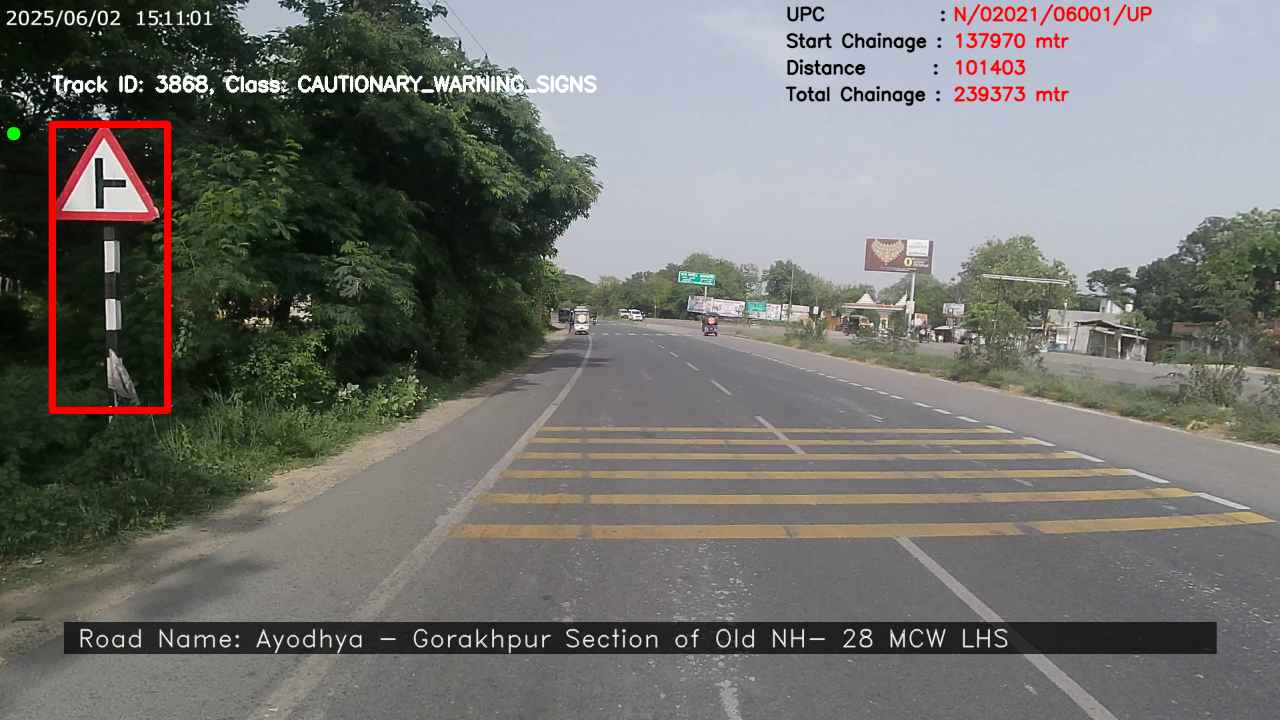 2025/06/02 15:11:01
UPC : N/02021/06001/UP
Start Chainage : 137970 mtr
Distance : 101403
Total Chainage : 239373 mtr
Track ID: 3868, Class: CAUTIONARY_WARNING_SIGNS
Road Name: Ayodhya - Gorakhpur Section of Old NH- 28 MCW LHS